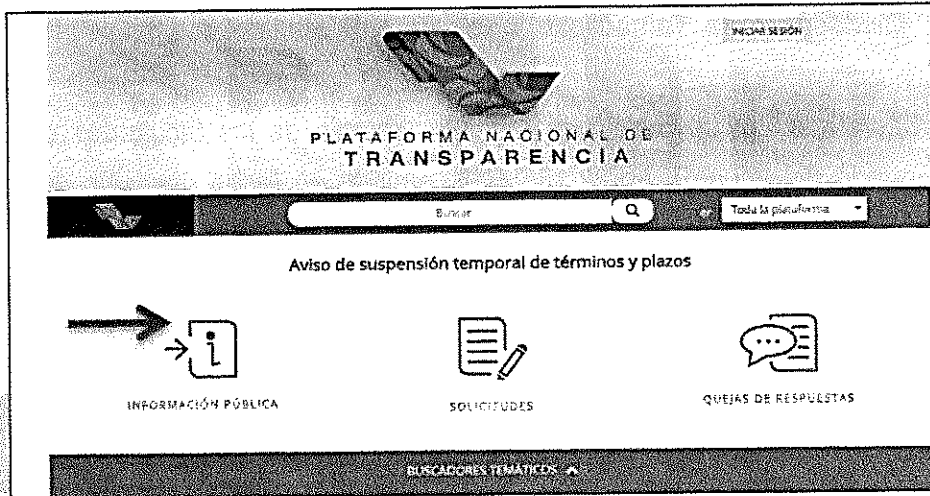 INICIAR SESIÓN
PLATAFORMA NACIONAL DE
TRANSPARENCIA
Buscar
en
Toda la plataforma
Aviso de suspensión temporal de términos y plazos
i
INFORMACIÓN PÚBLICA
SOLICITUDES
QUEJAS DE RESPUESTAS
BUSCADORES TEMÁTICOS